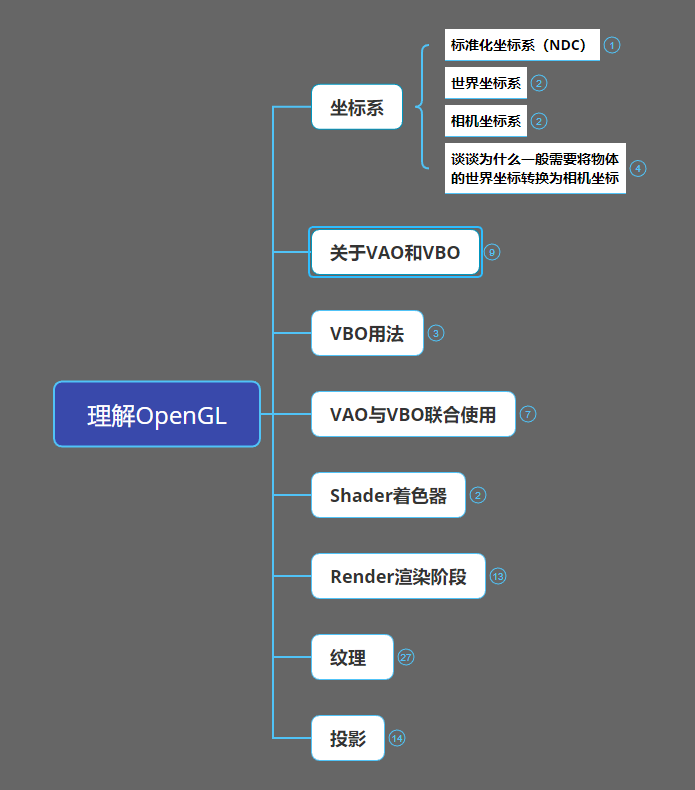 标准化坐标系（NDC） 1
世界坐标系 2
坐标系
相机坐标系 2
谈谈为什么一般需要将物体
的世界坐标转换为相机坐标 4
关于VAO和VBO 9
VBO用法 3
理解OpenGL
VAO与VBO联合使用 7
Shader着色器 2
Render渲染阶段 13
纹理 27
投影 14